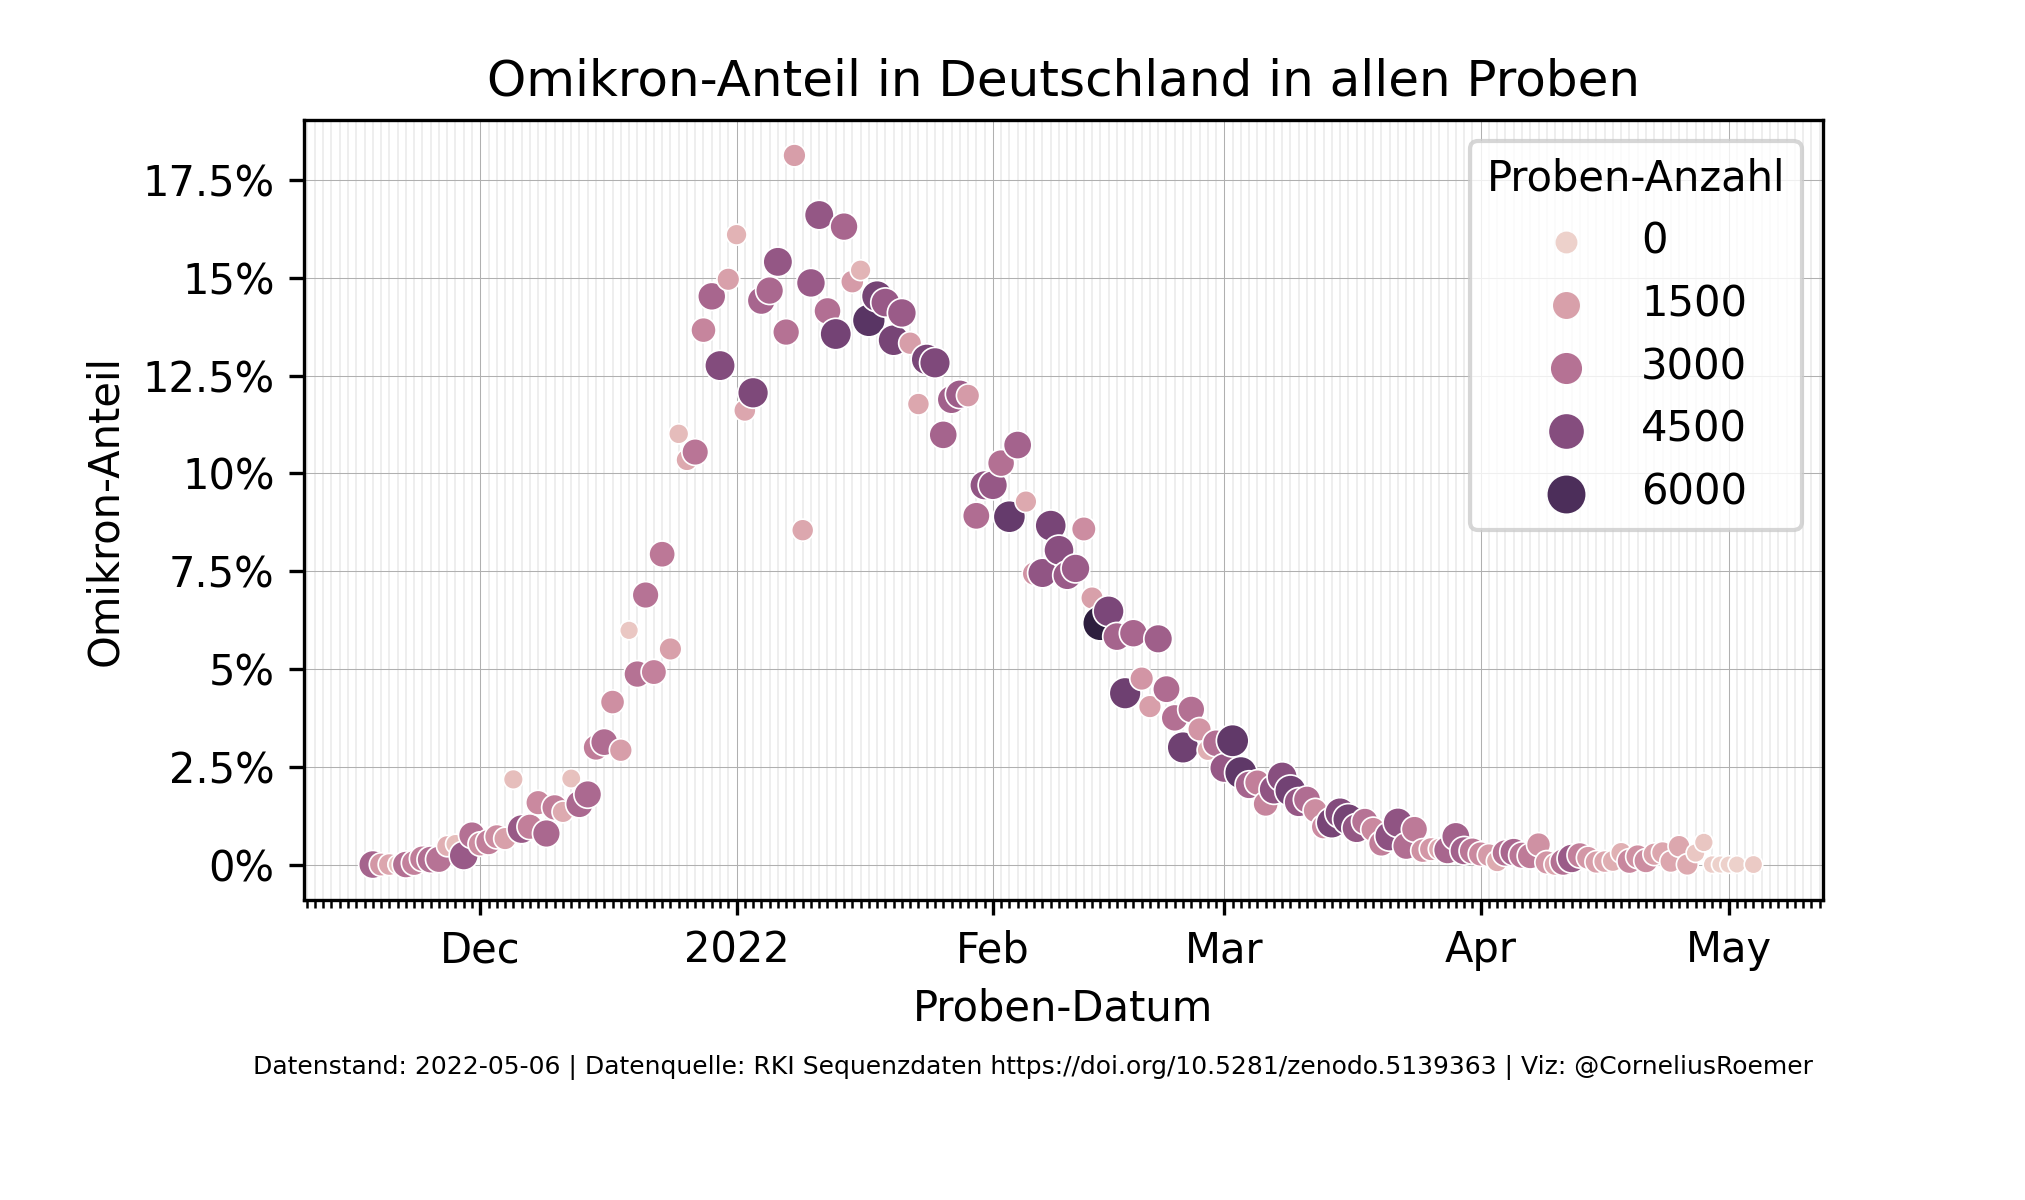 Omikron-Anteil in Deutschland in allen Proben
Omikron-Anteil
17.5%
15%
12.5%
10%
7.5%
5%
2.5%
0%
Proben-Anzahl
0
1500
3000
4500
6000
Dec
2022
Feb
Mar
Apr
May
Proben-Datum
Datenstand: 2022-05-06 | Datenquelle: RKI Sequenzdaten https://doi.org/10.5281/zenodo.5139363 | Viz: @CorneliusRoemer